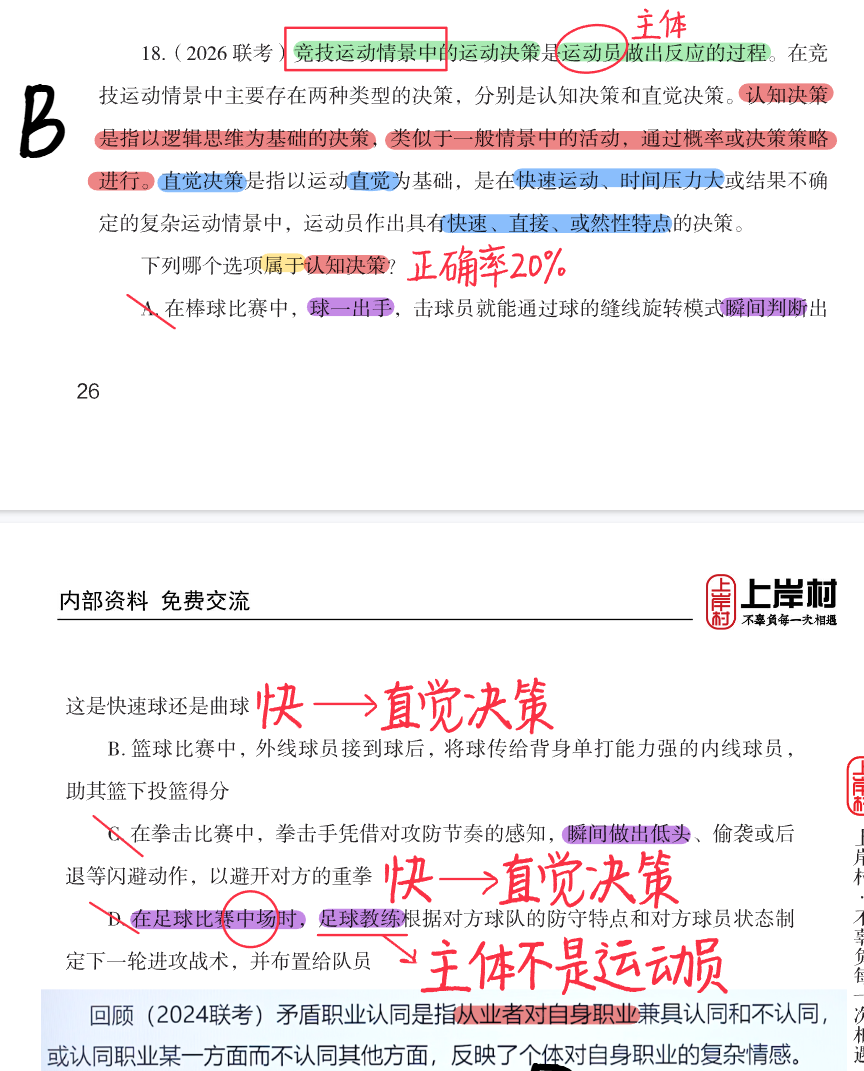 主体
18.（2026 联考）竞技运动情景中的运动决策是运动员做出反应的过程。在竞
技运动情景中主要存在两种类型的决策，分别是认知决策和直觉决策。认知决策
B
是指以逻辑思维为基础的决策，类似于一般情景中的活动，通过概率或决策策略
进行。直觉决策是指以运动直觉为基础，是在快速运动、时间压力大或结果不确
定的复杂运动情景中，运动员作出具有快速、直接、或然性特点的决策。
下列哪个选项属于认知决策？ 正确率20%
A. 在棒球比赛中，球一出手，击球员就能通过球的缝线旋转模式瞬间判断出
26
内部资料 免费交流
上岸村
上岸村
不辜负每一次相遇
这是快速球还是曲球 快→直觉决策
B. 篮球比赛中，外线球员接到球后，将球传给背身单打能力强的内线球员，
助其篮下投篮得分
C. 在拳击比赛中，拳击手凭借对攻防节奏的感知，瞬间做出低头、偷袭或后
退等闪避动作，以避开对方的重拳 快→直觉决策
D. 在足球比赛中场时，足球教练根据对方球队的防守特点和对方球员状态制
定下一轮进攻战术，并布置给队员 主体不是运动员
回顾（2024联考）矛盾职业认同是指从业者对自身职业兼具认同和不认同，
或认同职业某一方面而不认同其他方面，反映了个体对自身职业的复杂情感。
上岸村
上岸村·不辜负每一次相遇